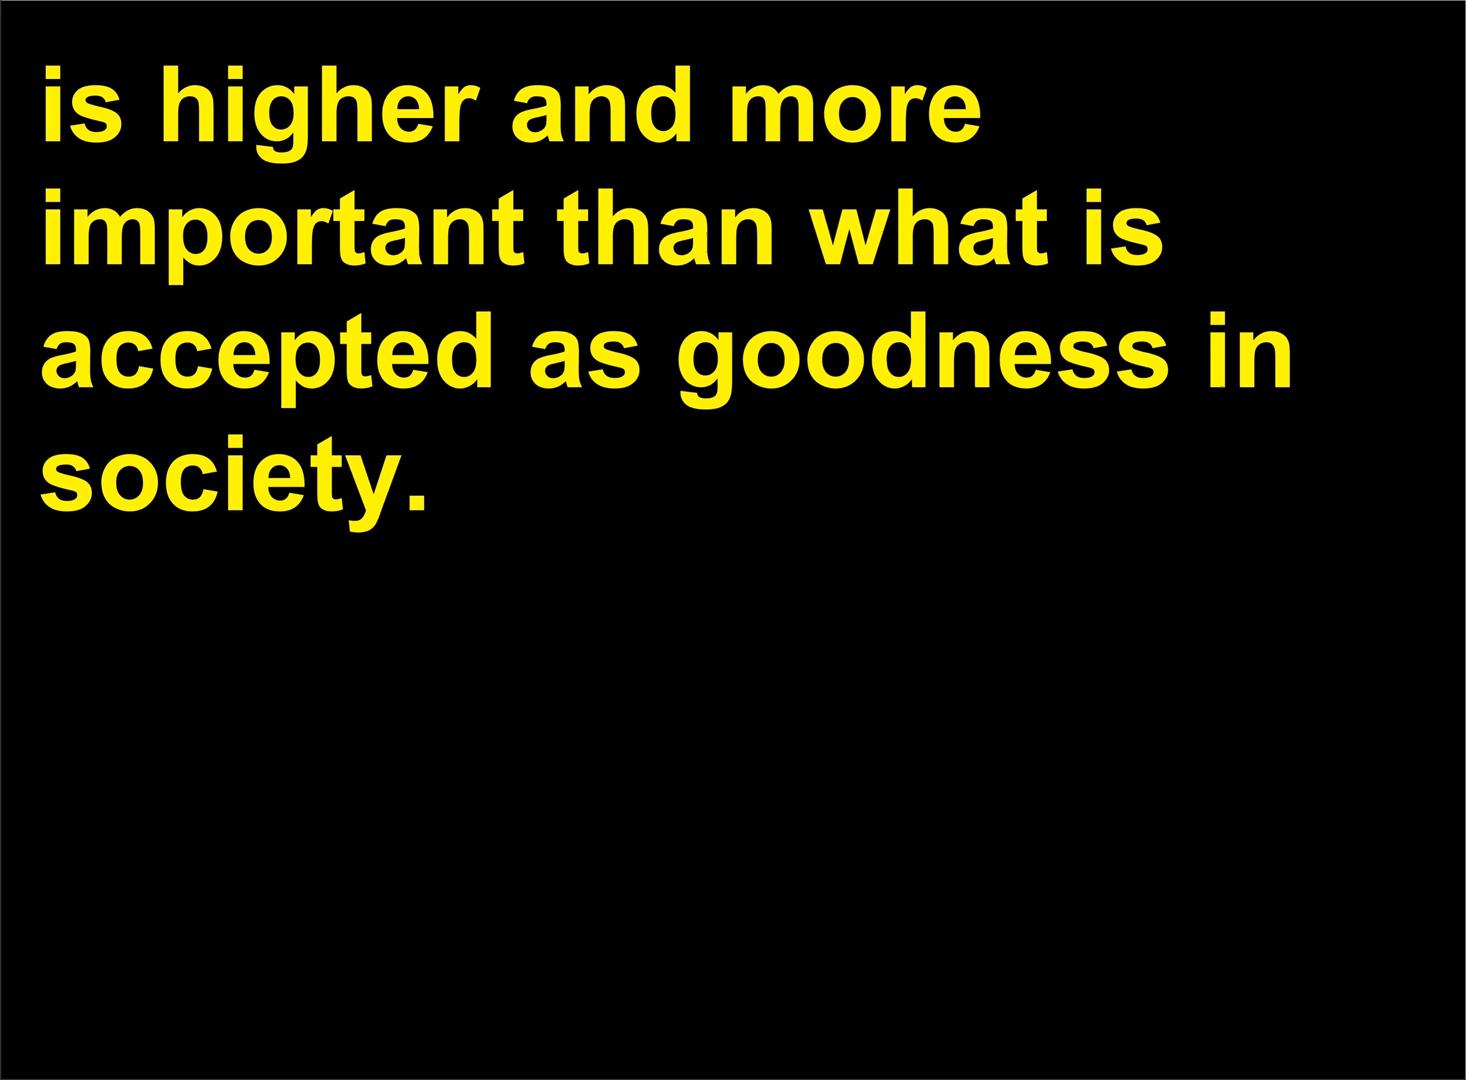 is higher and more
important than what is
accepted as goodness in
society.